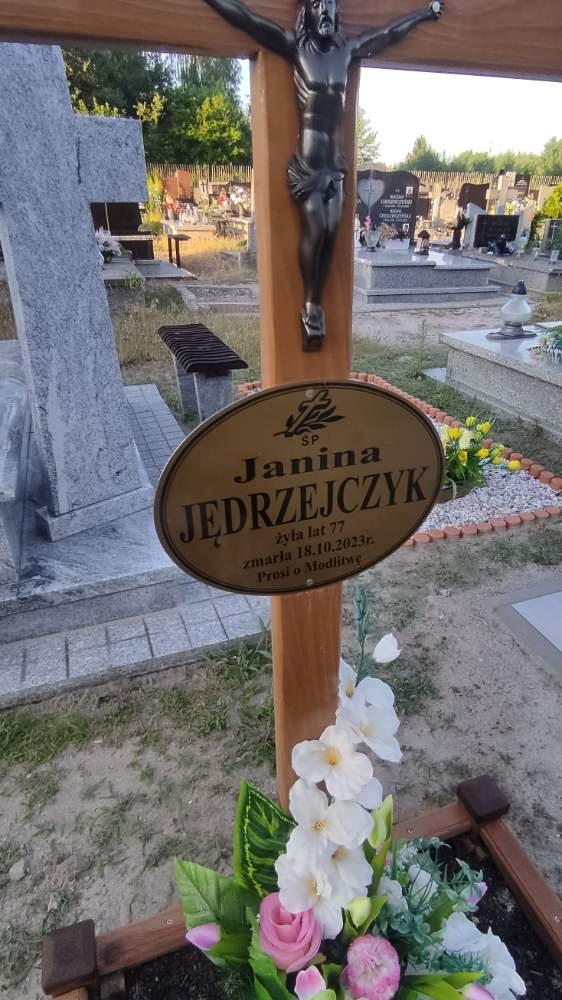 ŚP
Janina
JĘDRZEJCZYK
żyła lat 77
zmarła 18.10.2023r.
Prosi o Modlitwę